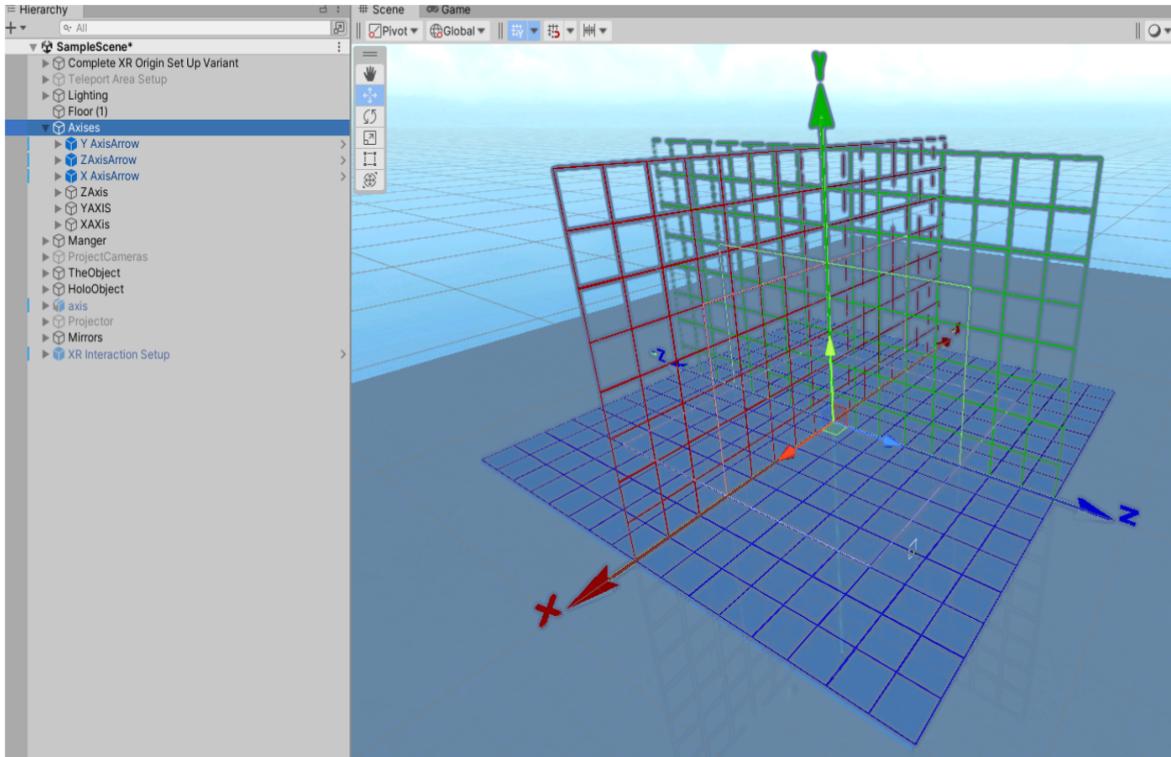 Hierarchy
All
SampleScene*
Complete XR Origin Set Up Variant
Teleport Area Setup
Lighting
Floor (1)
Axises
Y AxisArrow
ZAxisArrow
X AxisArrow
ZAxis
YAXIS
XAXis
Manger
ProjectCameras
TheObject
HoloObject
axis
Projector
Mirrors
XR Interaction Setup
Scene Game
Pivot Global
Y
Z
X
Z
X